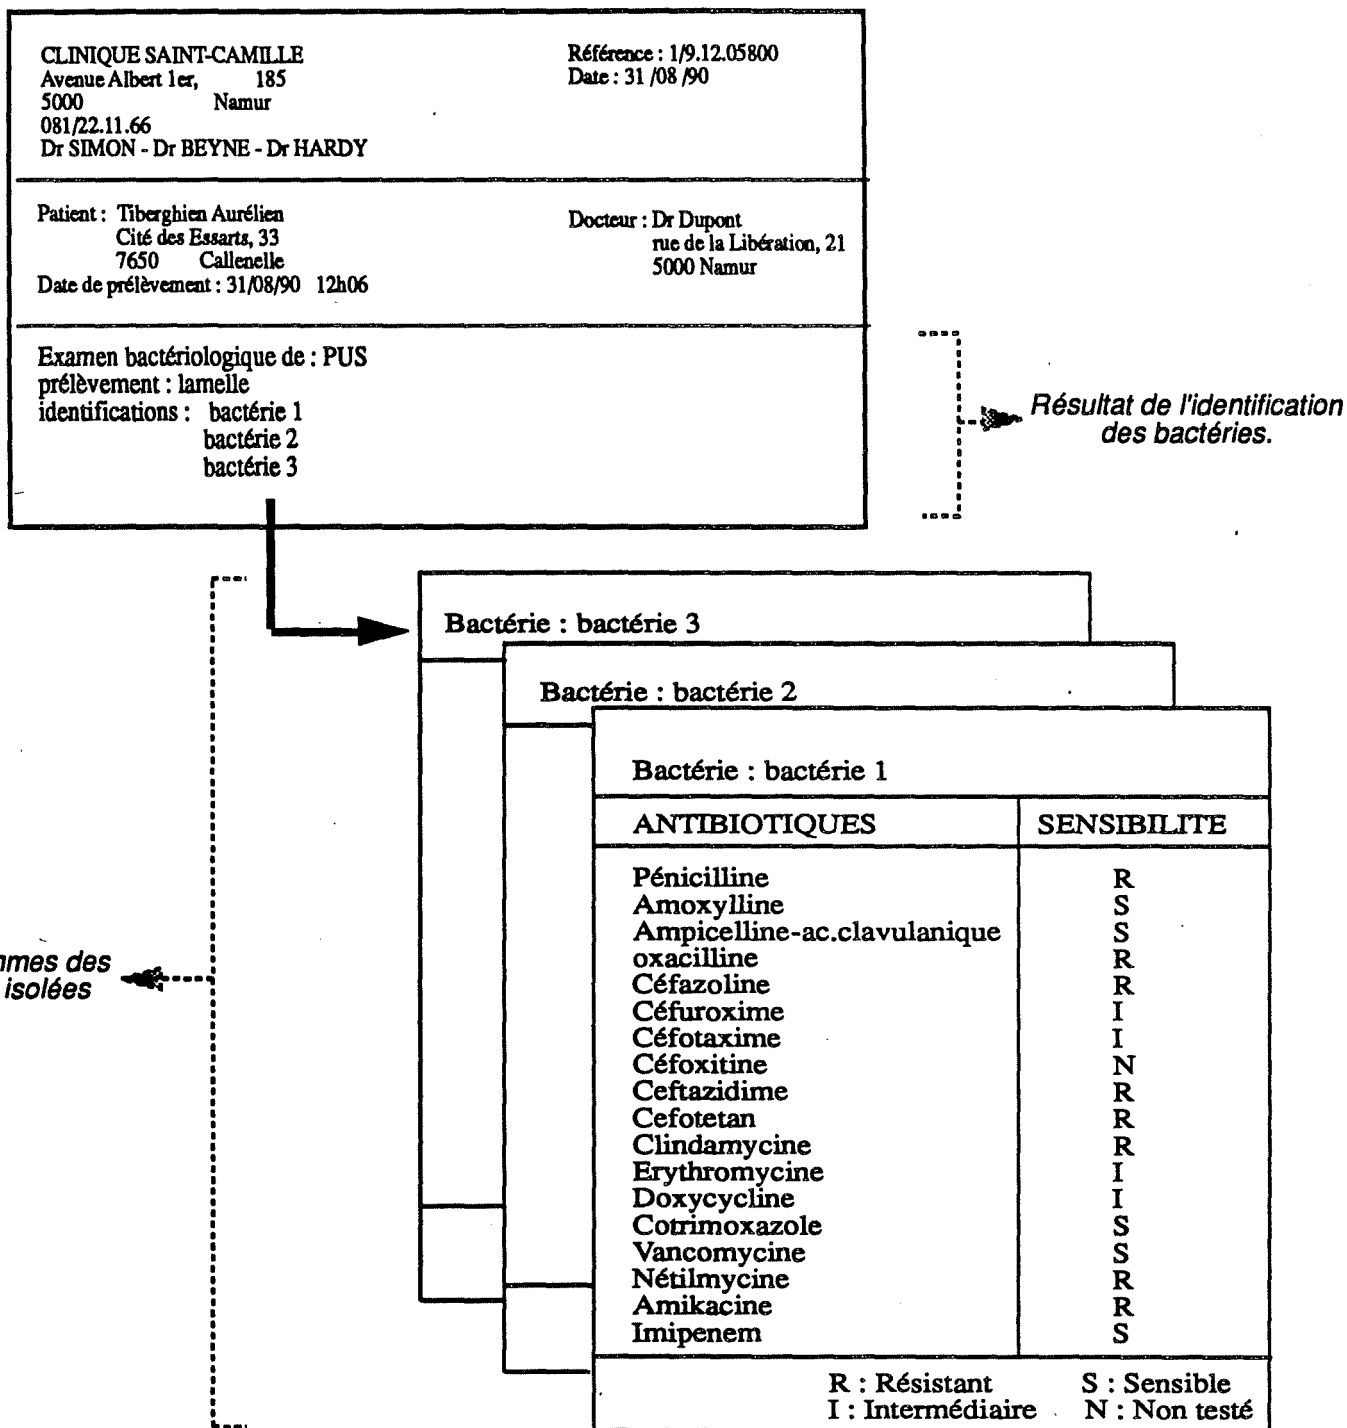 CLINIQUE SAINT-CAMILLE
Avenue Albert 1er, 185
5000 Namur
081/22.11.66
Dr SIMON - Dr BEYNE - Dr HARDY
Référence : 1/9.12.05800
Date : 31 /08 /90
Patient : Tiberghien Aurélien
Cité des Essarts, 33
7650 Callenelle
Date de prélèvement : 31/08/90 12h06
Docteur : Dr Dupont
rue de la Libération, 21
5000 Namur
Examen bactériologique de : PUS
prélèvement : lamelle
identifications : bactérie 1
bactérie 2
bactérie 3
Résultat de l'identification
des bactéries.
Bactérie : bactérie 3
Bactérie : bactérie 2
Bactérie : bactérie 1
ANTIBIOTIQUES SENSIBILITE
Pénicilline R
Amoxylline S
Ampicelline-ac.clavulanique S
oxacilline R
Céfazoline R
Céfuroxime I
Céfotaxime I
Céfoxitine N
Ceftazidime R
Cefotetan R
Clindamycine R
Erythromycine I
Doxycycline I
Cotrimoxazole S
Vancomycine S
Nétilmycine R
Amikacine R
Imipenem S
R : Résistant S : Sensible
I : Intermédiaire N : Non testé
des
isolées